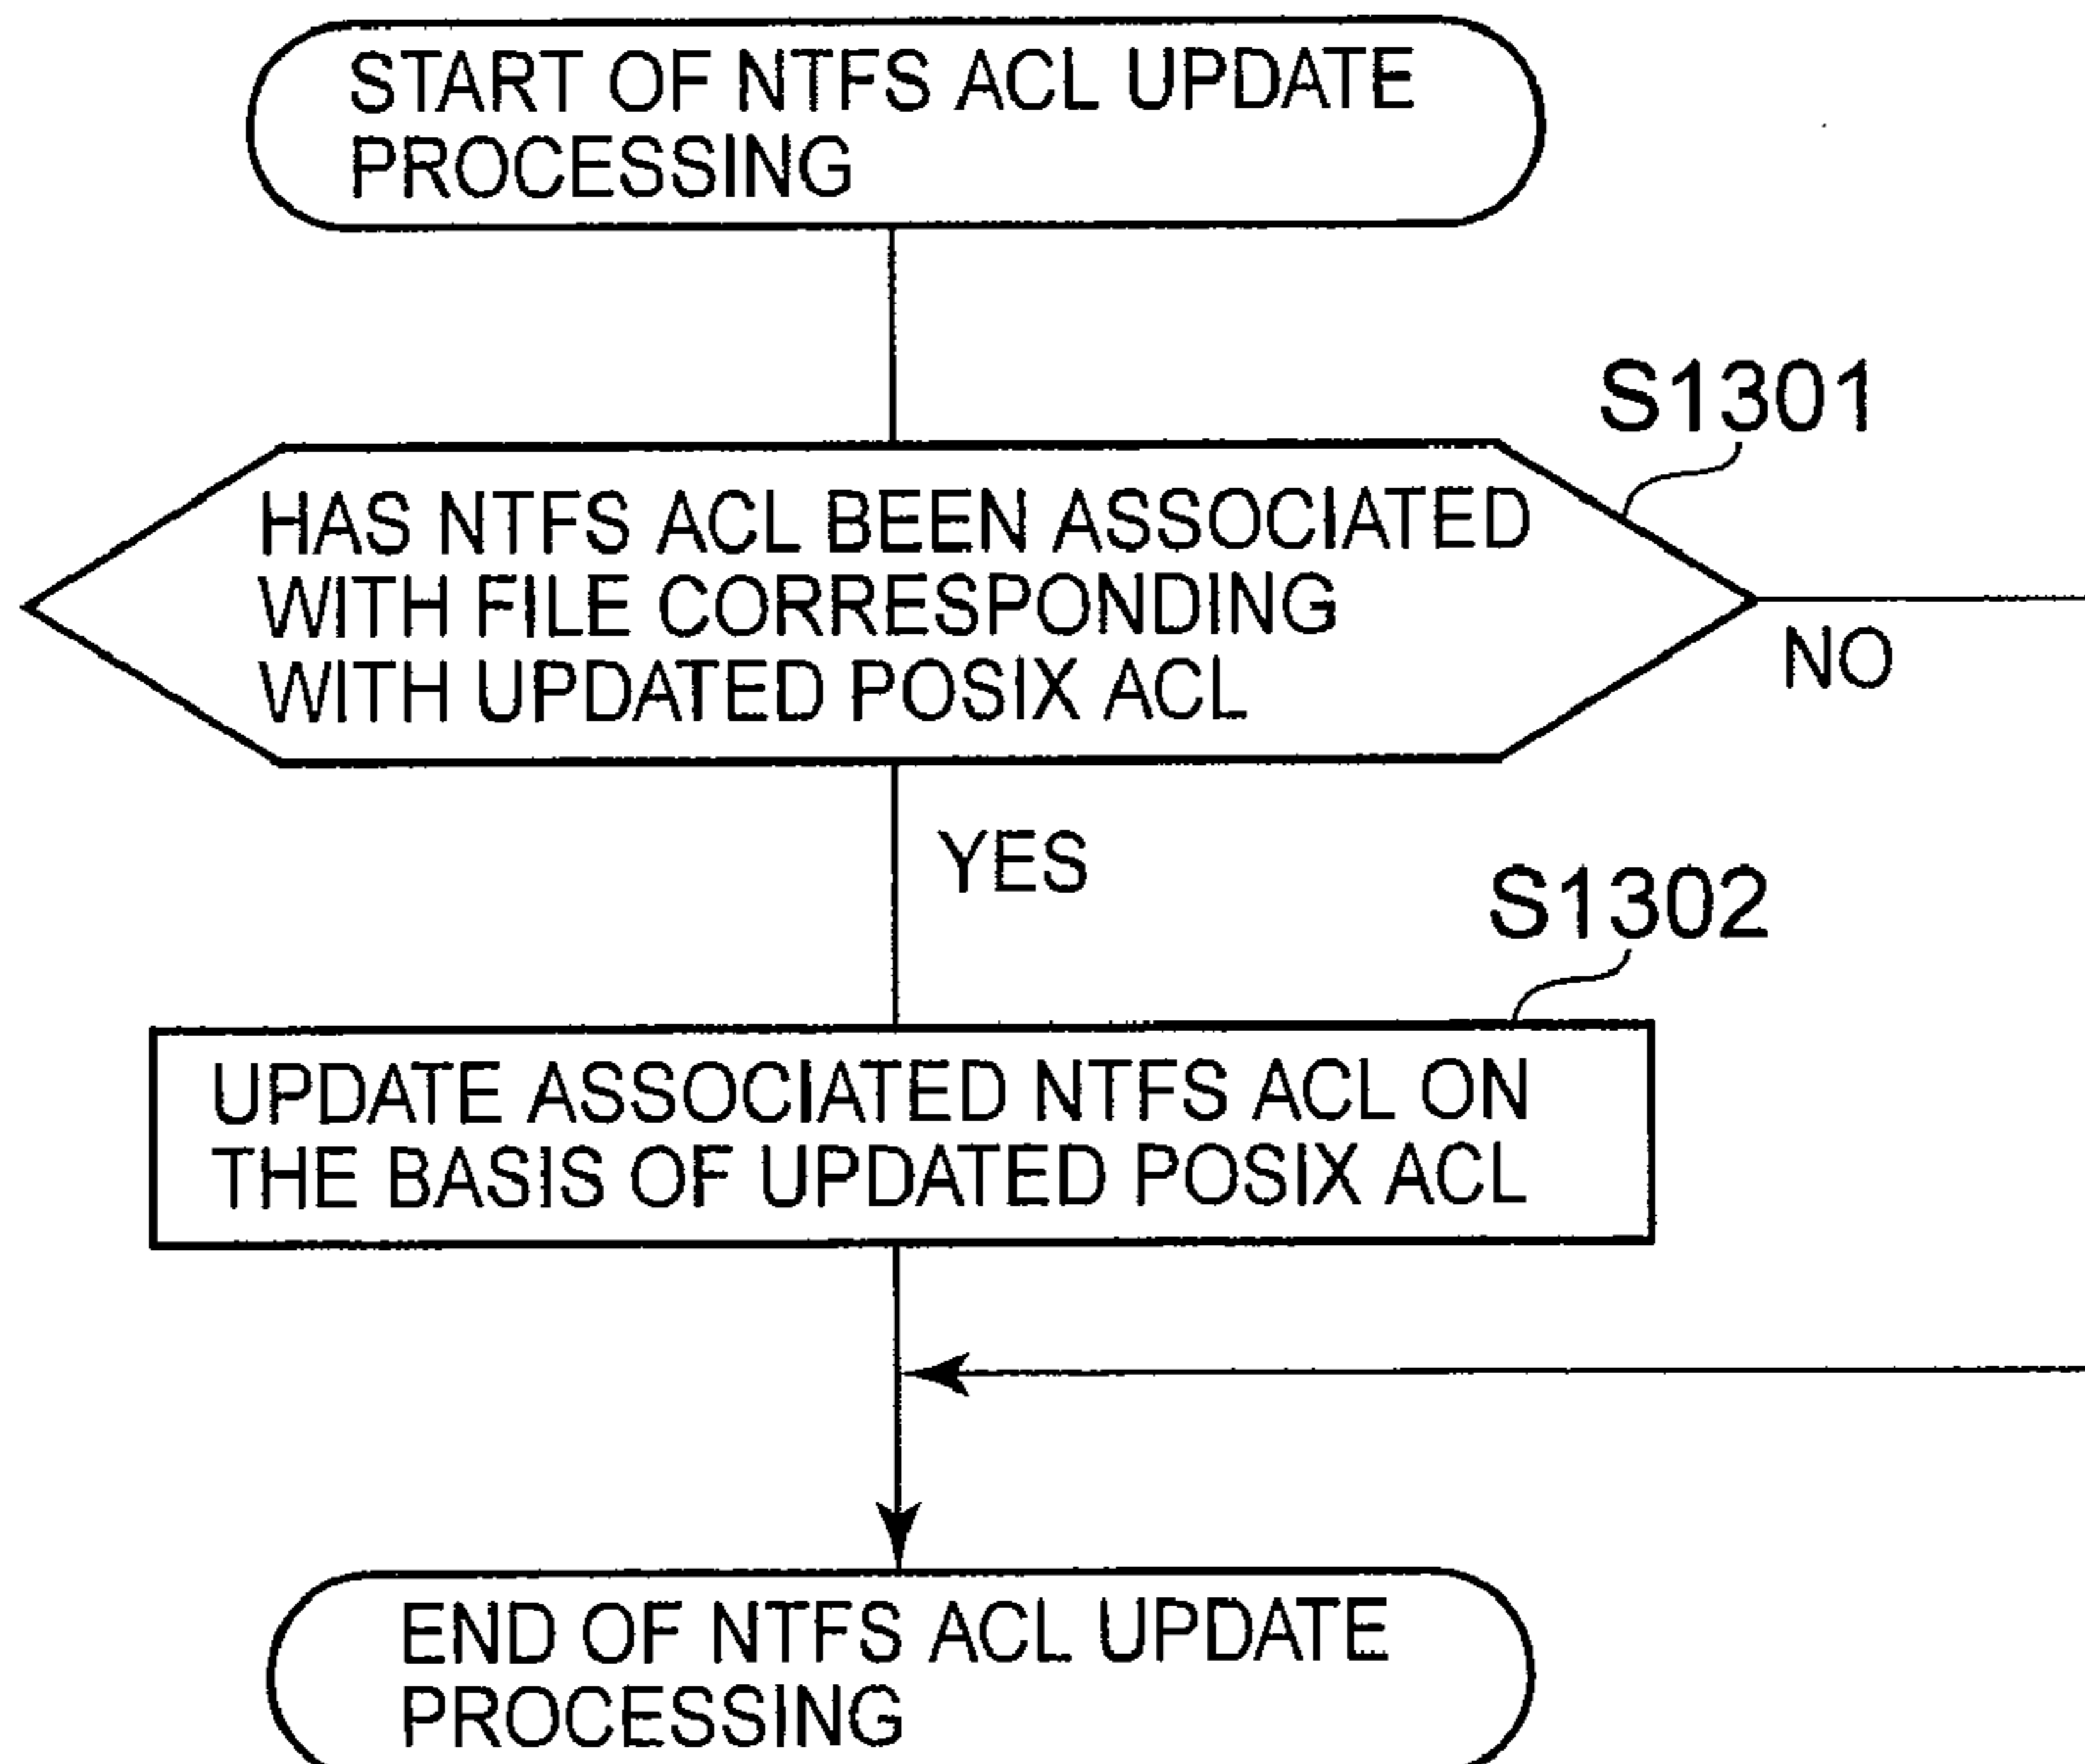 START OF NTFS ACL UPDATE
PROCESSING
S1301
HAS NTFS ACL BEEN ASSOCIATED
WITH FILE CORRESPONDING
WITH UPDATED POSIX ACL
NO
YES
S1302
UPDATE ASSOCIATED NTFS ACL ON
THE BASIS OF UPDATED POSIX ACL
END OF NTFS ACL UPDATE
PROCESSING